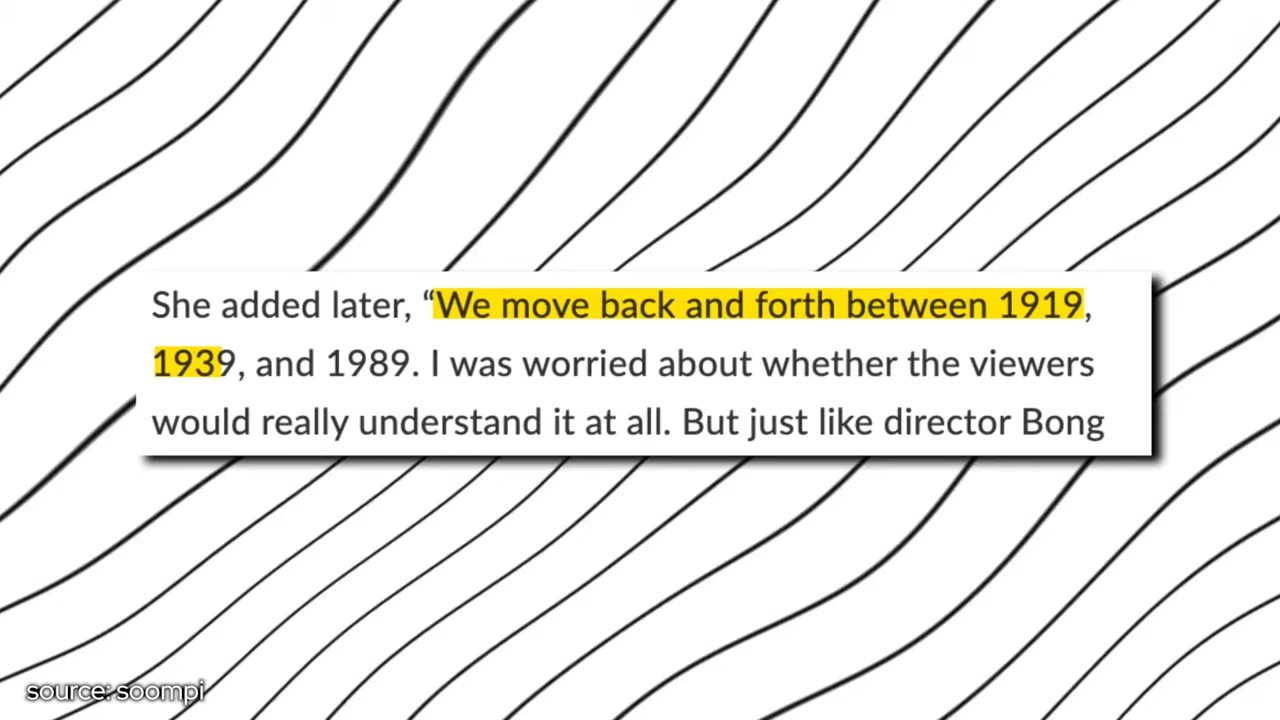 She added later, “We move back and forth between 1919,
1939, and 1989. I was worried about whether the viewers
would really understand it at all. But just like director Bong
source: soompi